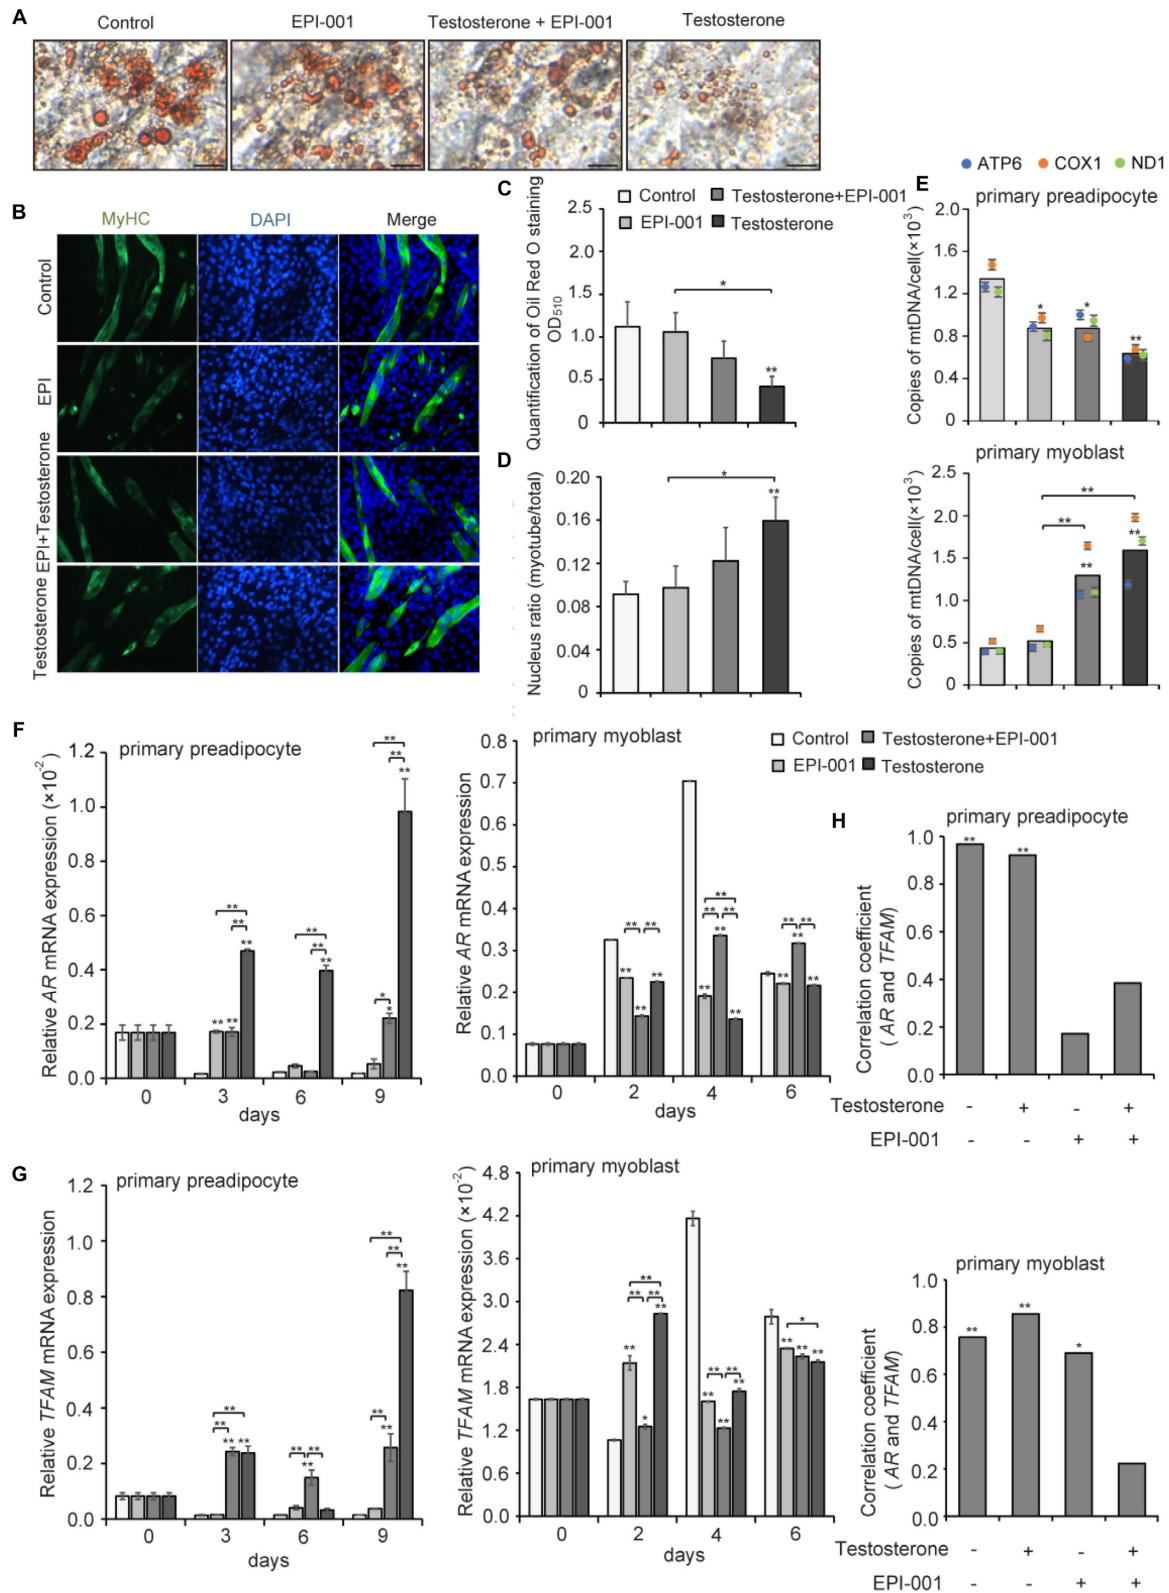 A
Control
EPI-001
Testosterone + EPI-001
Testosterone
B
MyHC
DAPI
Merge
Control
EPI
EPI+Testosterone
Testosterone
C
Control
Testosterone+EPI-001
EPI-001
Testosterone
Quantification of Oil Red O staining
OD510
2.5
2.0
1.5
1.0
0.5
0
*
**
D
Nucleus ratio (myotube/total)
0.20
0.16
0.12
0.08
0.04
0
*
**
E
ATP6
COX1
ND1
primary preadipocyte
Copies of mtDNA/cell(×10³)
1.6
1.2
0.8
0.4
0
*
*
**
primary myoblast
Copies of mtDNA/cell(×10³)
2.5
2.0
1.5
1.0
0.5
0
**
**
**
**
F
primary preadipocyte
Relative AR mRNA expression (×10⁻²)
1.2
1.0
0.8
0.6
0.4
0.2
0.0
** ** ** ** **
** ** **
* * ** ** **
0 3 6 9
days
primary myoblast
Control
Testosterone+EPI-001
EPI-001
Testosterone
Relative AR mRNA expression
0.8
0.7
0.6
0.5
0.4
0.3
0.2
0.1
0.0
** ** ** ** **
** ** ** ** ** **
** ** ** ** **
0 2 4 6
days
G
primary preadipocyte
Relative TFAM mRNA expression
1.2
1.0
0.8
0.6
0.4
0.2
0.0
** ** ** **
** ** **
** ** ** ** **
0 3 6 9
days
primary myoblast
Relative TFAM mRNA expression (×10⁻²)
4.8
4.2
3.6
3.0
2.4
1.8
1.2
0.6
0.0
** ** ** ** * **
** ** ** ** **
* ** ** **
0 2 4 6
days
H
primary preadipocyte
Correlation coefficient
( AR and TFAM)
1.0
0.8
0.6
0.4
0.2
0.0
** **
Testosterone - + - +
EPI-001 - - + +
primary myoblast
Correlation coefficient
( AR and TFAM)
1.0
0.8
0.6
0.4
0.2
0.0
** ** *
Testosterone - + - +
EPI-001 - - + +